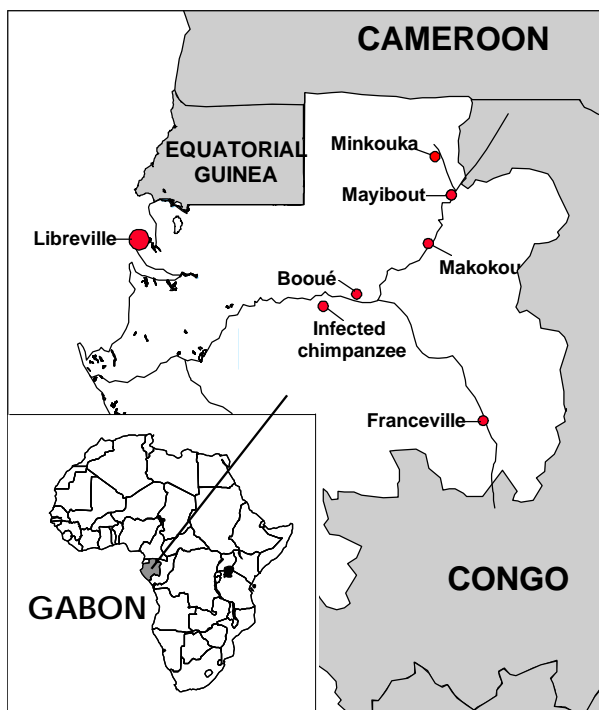 CAMEROON
Minkouka
EQUATORIAL
GUINEA
Mayibout
Libreville
Makokou
Booué
Infected
chimpanzee
Franceville
CONGO
GABON